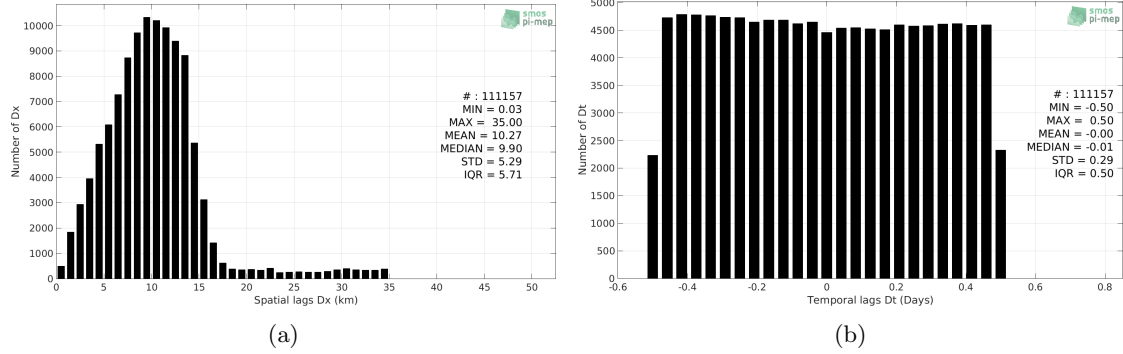 smos
pi-mep
10000
9000
8000
7000
6000
5000
4000
3000
2000
1000
0
Number of Dx
# : 111157
MIN = 0.03
MAX = 35.00
MEAN = 10.27
MEDIAN = 9.90
STD = 5.29
IQR = 5.71
0 5 10 15 20 25 30 35 40 45 50
Spatial lags Dx (km)
(a)
smos
pi-mep
5000
4500
4000
3500
3000
2500
2000
1500
1000
500
0
Number of Dt
# : 111157
MIN = -0.50
MAX = 0.50
MEAN = -0.00
MEDIAN = -0.01
STD = 0.29
IQR = 0.50
-0.6 -0.4 -0.2 0 0.2 0.4 0.6 0.8
Temporal lags Dt (Days)
(b)